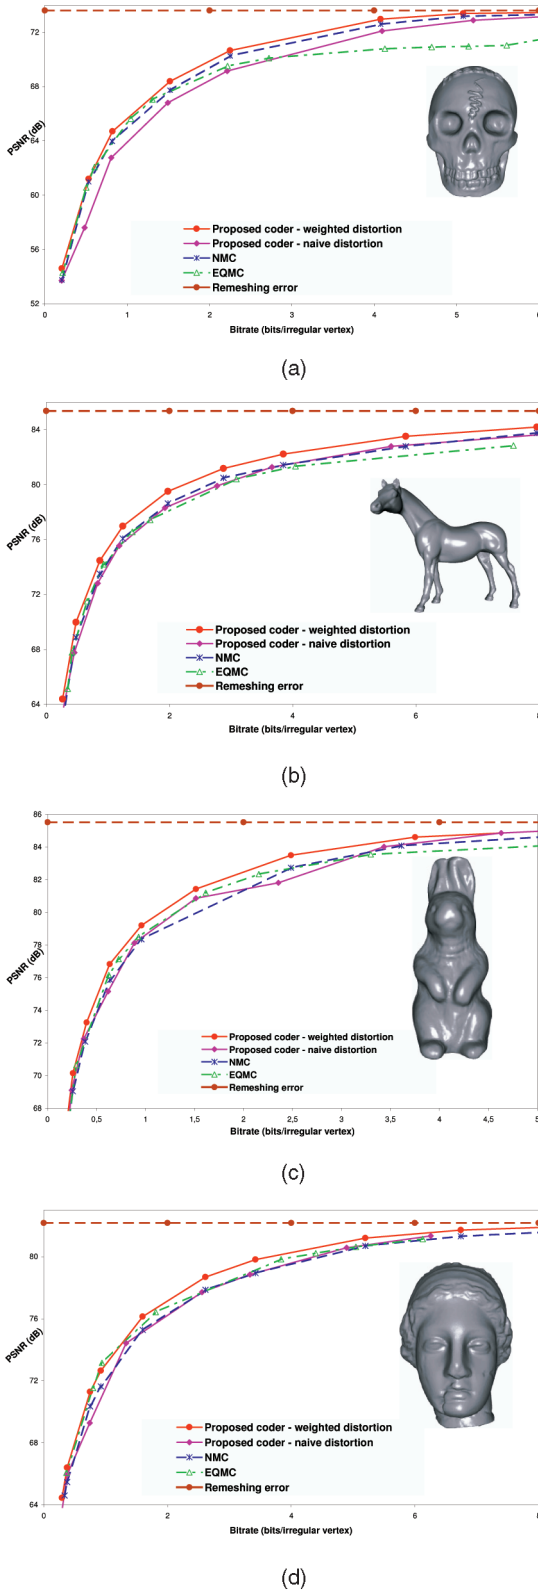 72
68
64
60
56
52
PSNR (dB)
Proposed coder - weighted distortion
Proposed coder - naive distortion
NMC
EQMC
Remeshing error
0 1 2 3 4 5 6
Bitrate (bits/irregular vertex)
(a)
84
80
76
72
68
64
PSNR (dB)
Proposed coder - weighted distortion
Proposed coder - naive distortion
NMC
EQMC
Remeshing error
0 2 4 6 8
Bitrate (bits/irregular vertex)
(b)
86
84
82
80
78
76
74
72
70
68
PSNR (dB)
Proposed coder - weighted distortion
Proposed coder - naive distortion
NMC
EQMC
Remeshing error
0 0,5 1 1,5 2 2,5 3 3,5 4 4,5 5
Bitrate (bits/irregular vertex)
(c)
80
76
72
68
64
PSNR (dB)
Proposed coder - weighted distortion
Proposed coder - naive distortion
NMC
EQMC
Remeshing error
0 2 4 6 8
Bitrate (bits/irregular vertex)
(d)